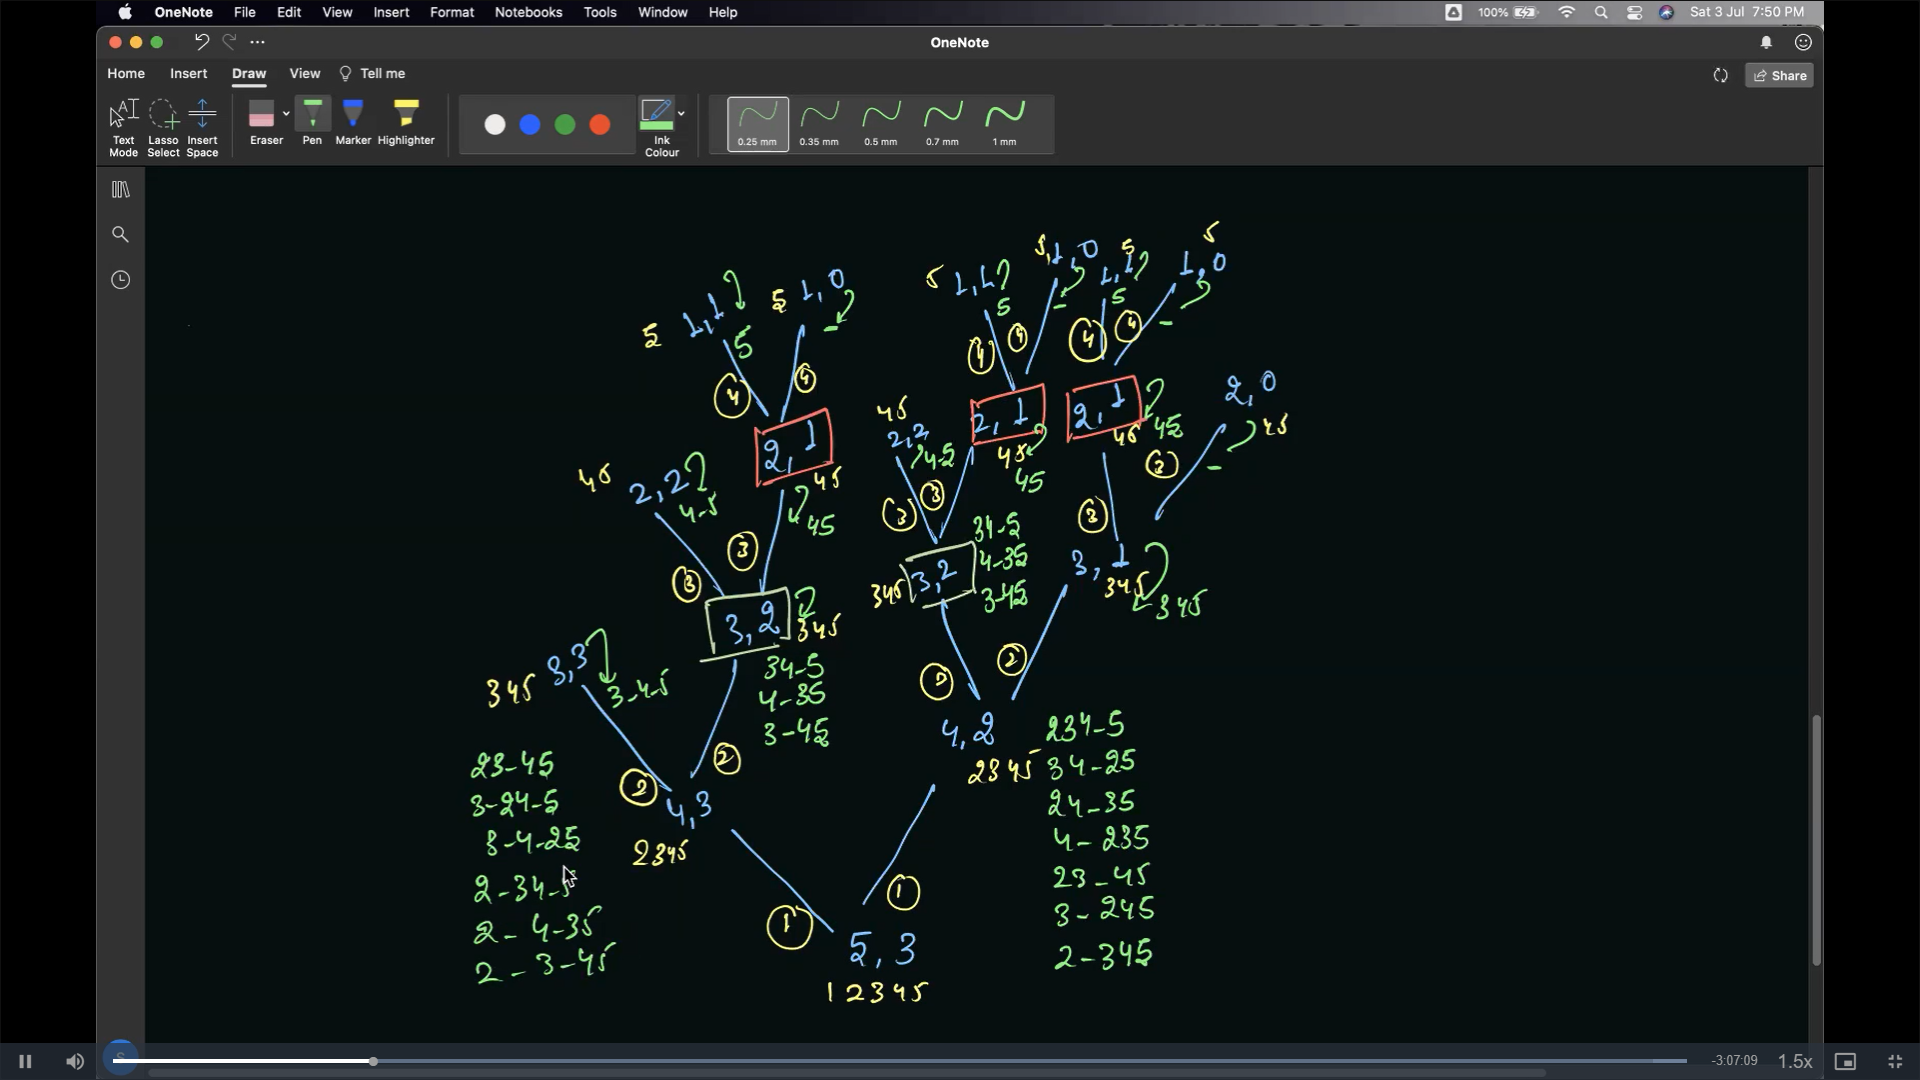 OneNote File Edit View Insert Format Notebooks Tools Window Help 100% Sat 3 Jul 7:50 PM
OneNote
Home Insert Draw View Tell me Share
Text Mode
Lasso Select
Insert Space
Eraser
Pen
Marker
Highlighter
Ink Colour
0.25 mm
0.35 mm
0.5 mm
0.7 mm
1 mm
5 1,1 5
5 1,0 -
5 1,1 5
5 1,0 -
5 1,1 5
5 1,0 -
4 4
4 4
4 4
2,1 45
45
45 2,2 4-5
2,1 45
45
2,1 45
45
2,0 45
-
45 2,2 4-5
3 3
3 3
3 3
3,2 345
34-5
4-35
3-45
345 3,2
34-5
4-35
3-45
3,1 345
345
345 3,3 3-4-5
2 2
2 2
4,3
2345
23-45
3-24-5
3-4-25
2-34-5
2-4-35
2-3-45
4,2
2345
234-5
34-25
24-35
4-235
23-45
3-245
2-345
1 1
5,3
12345
-3:07:09 1.5x